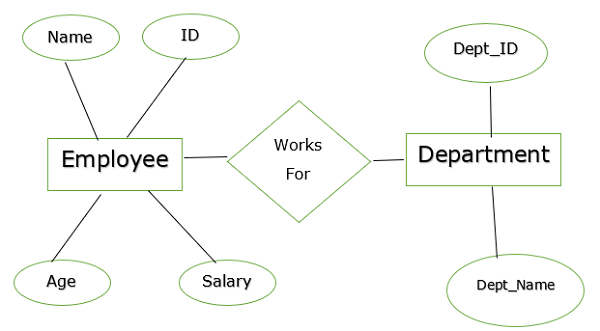 Name
ID
Dept_ID
Employee
Works
For
Department
Age
Salary
Dept_Name